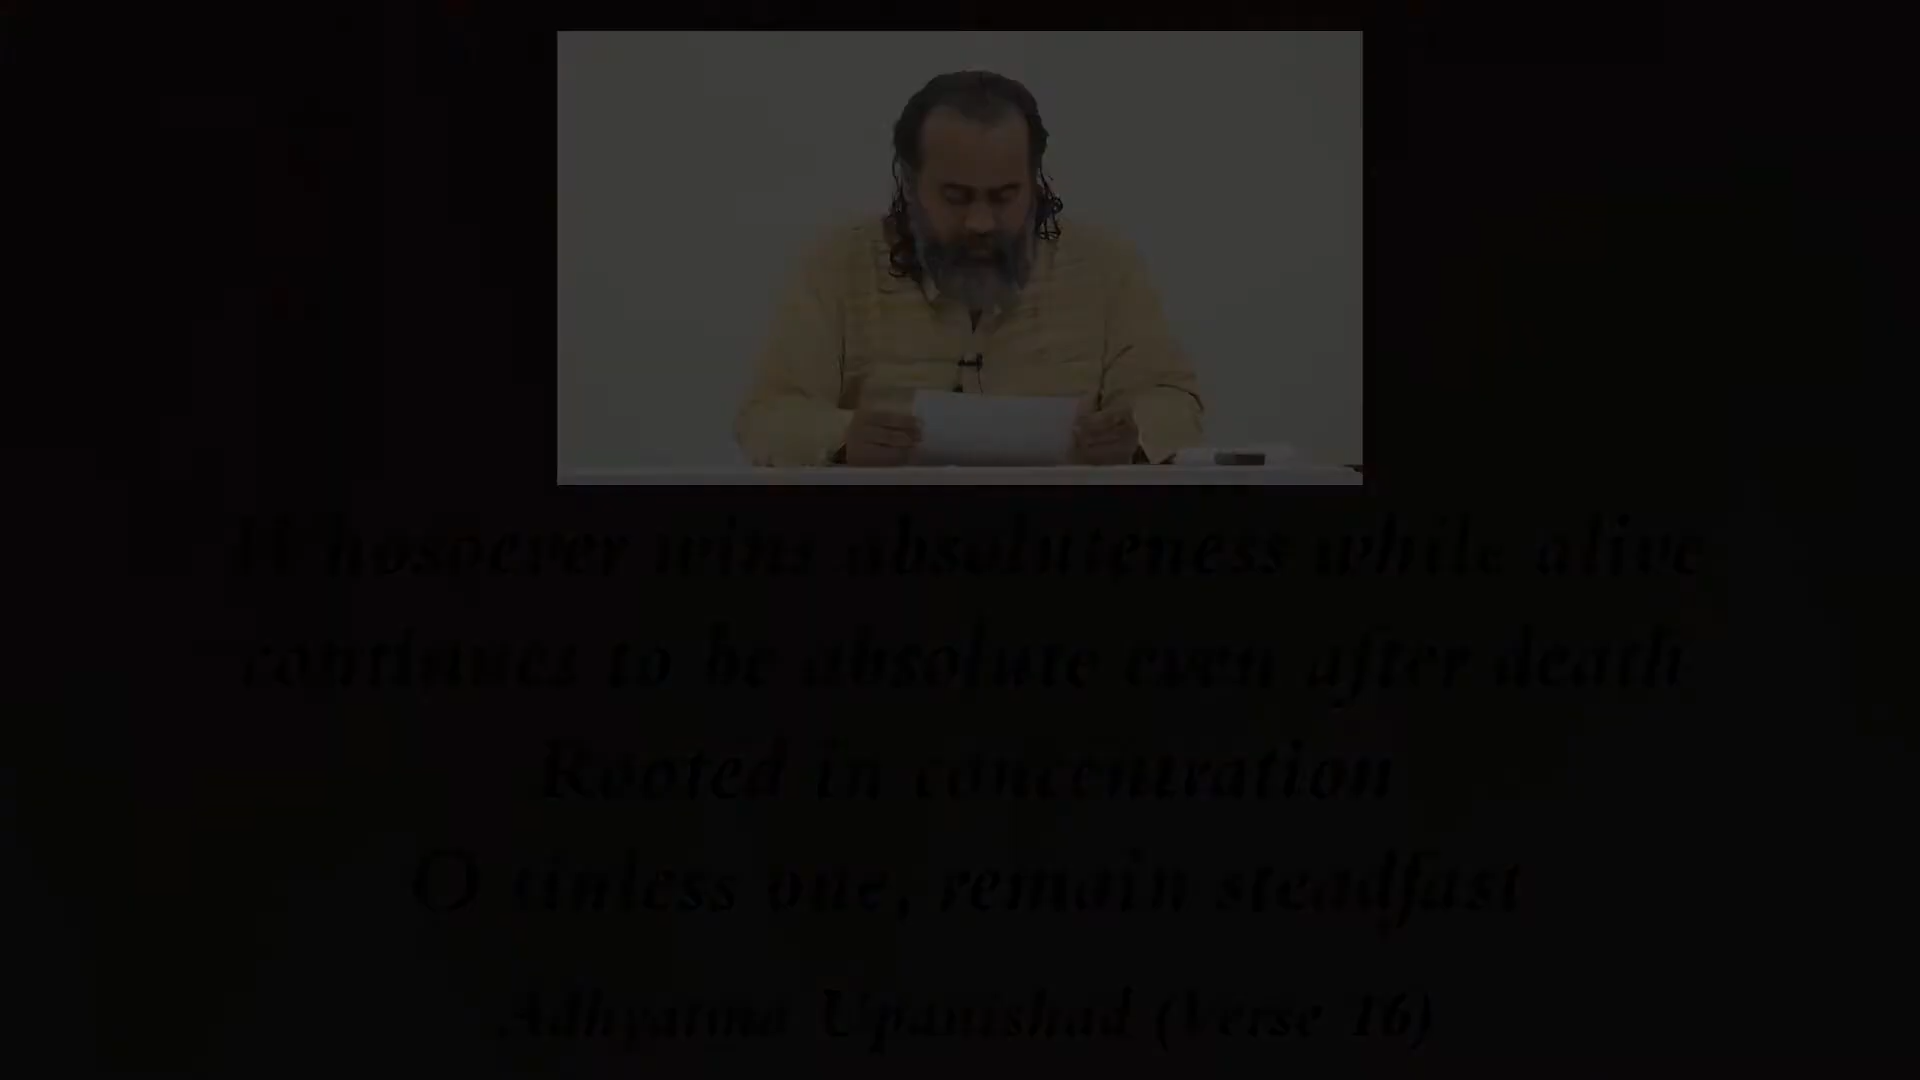 Whosoever wins absoluteness while alive
continues to be absolute even after death
Rooted in concentration
O sinless one, remain steadfast
Adhyatma Upanishad (Verse 16)